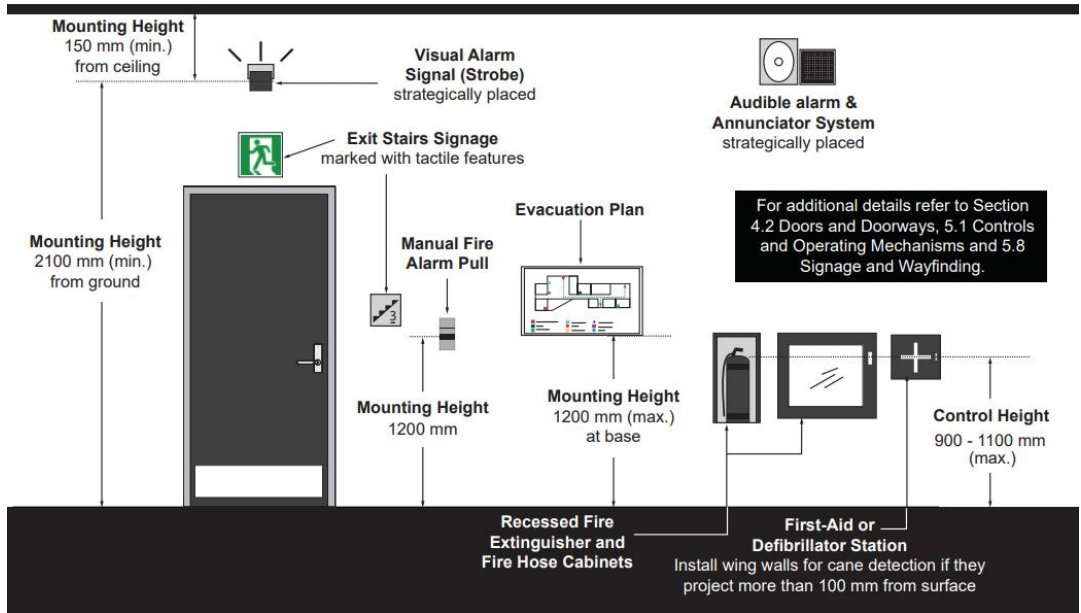 Mounting Height
150 mm (min.)
from ceiling
Visual Alarm
Signal (Strobe)
strategically placed
Audible alarm &
Annunciator System
strategically placed
Exit Stairs Signage
marked with tactile features
For additional details refer to Section
4.2 Doors and Doorways, 5.1 Controls
and Operating Mechanisms and 5.8
Signage and Wayfinding.
Mounting Height
2100 mm (min.)
from ground
Manual Fire
Alarm Pull
Evacuation Plan
3
Mounting Height
1200 mm
Mounting Height
1200 mm (max.)
at base
Control Height
900 - 1100 mm
(max.)
Recessed Fire
Extinguisher and
Fire Hose Cabinets
First-Aid or
Defibrillator Station
Install wing walls for cane detection if they
project more than 100 mm from surface